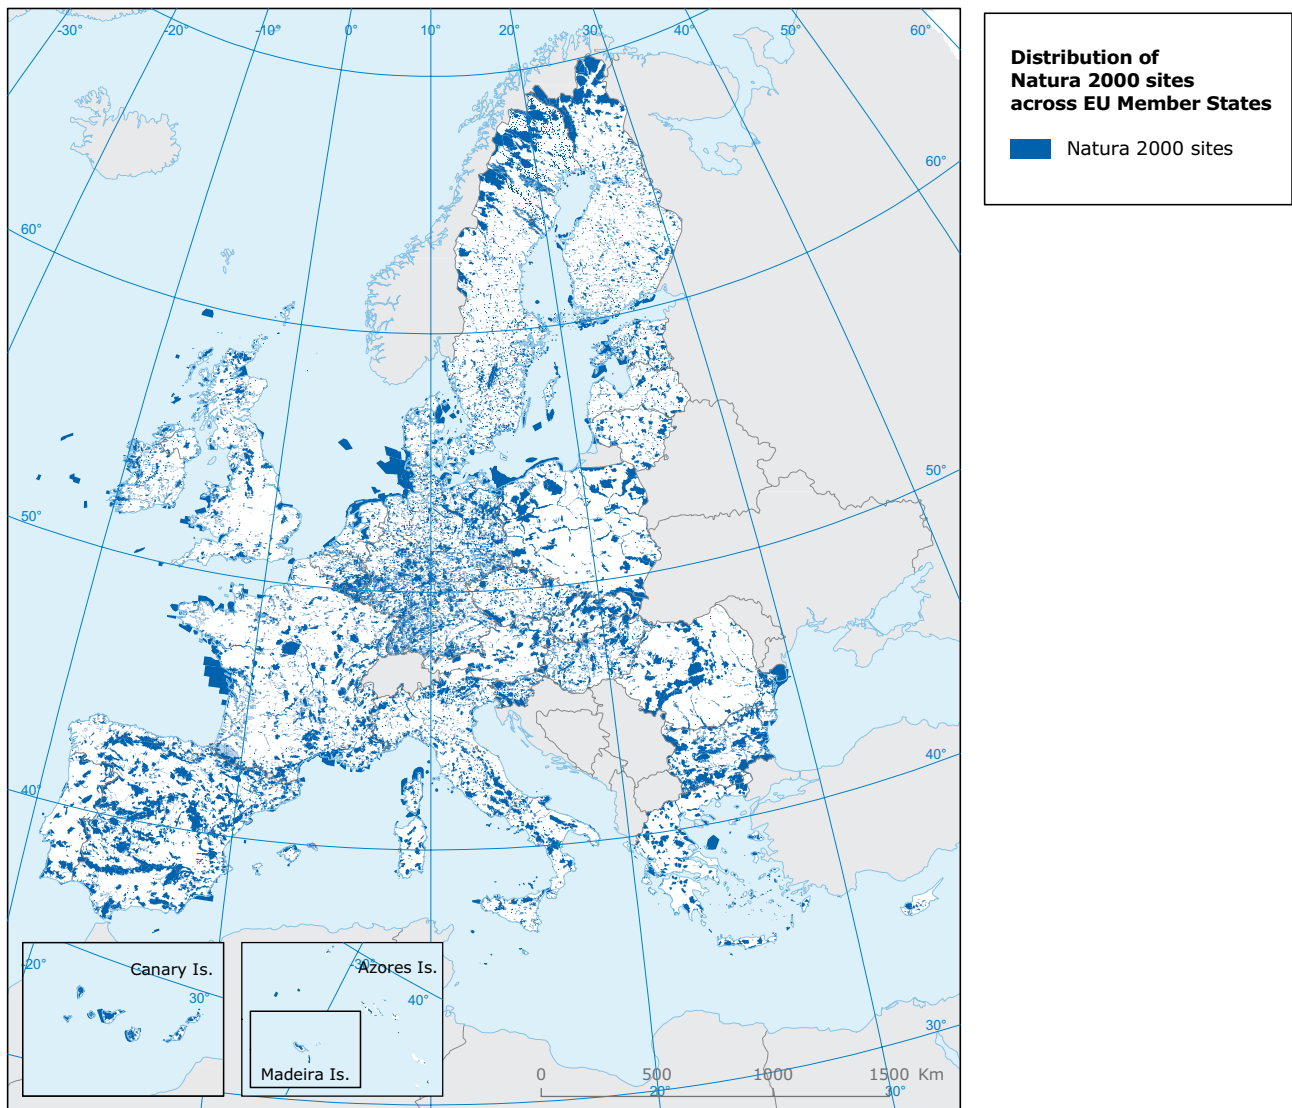 -30° -20° -10° 0° 10° 20° 30° 40° 50° 60°
Distribution of
Natura 2000 sites
across EU Member States
Natura 2000 sites
60°
60°
50°
50°
40°
40°
Canary Is.
-20°
30°
Azores Is.
-30°
40°
Madeira Is.
30°
0 500 1000 1500 Km
20°
30°